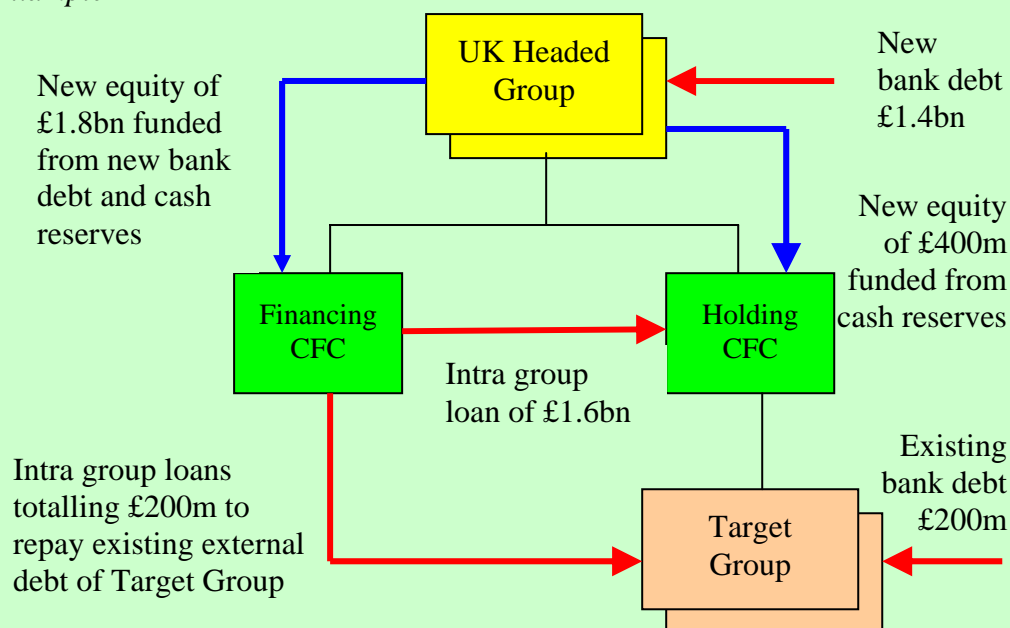 New equity of
£1.8bn funded
from new bank
debt and cash
reserves
UK Headed
Group
New
bank debt
£1.4bn
New equity
of £400m
funded from
cash reserves
Financing
CFC
Holding
CFC
Intra group
loan of £1.6bn
Intra group loans
totalling £200m to
repay existing external
debt of Target Group
Target
Group
Existing
bank debt
£200m